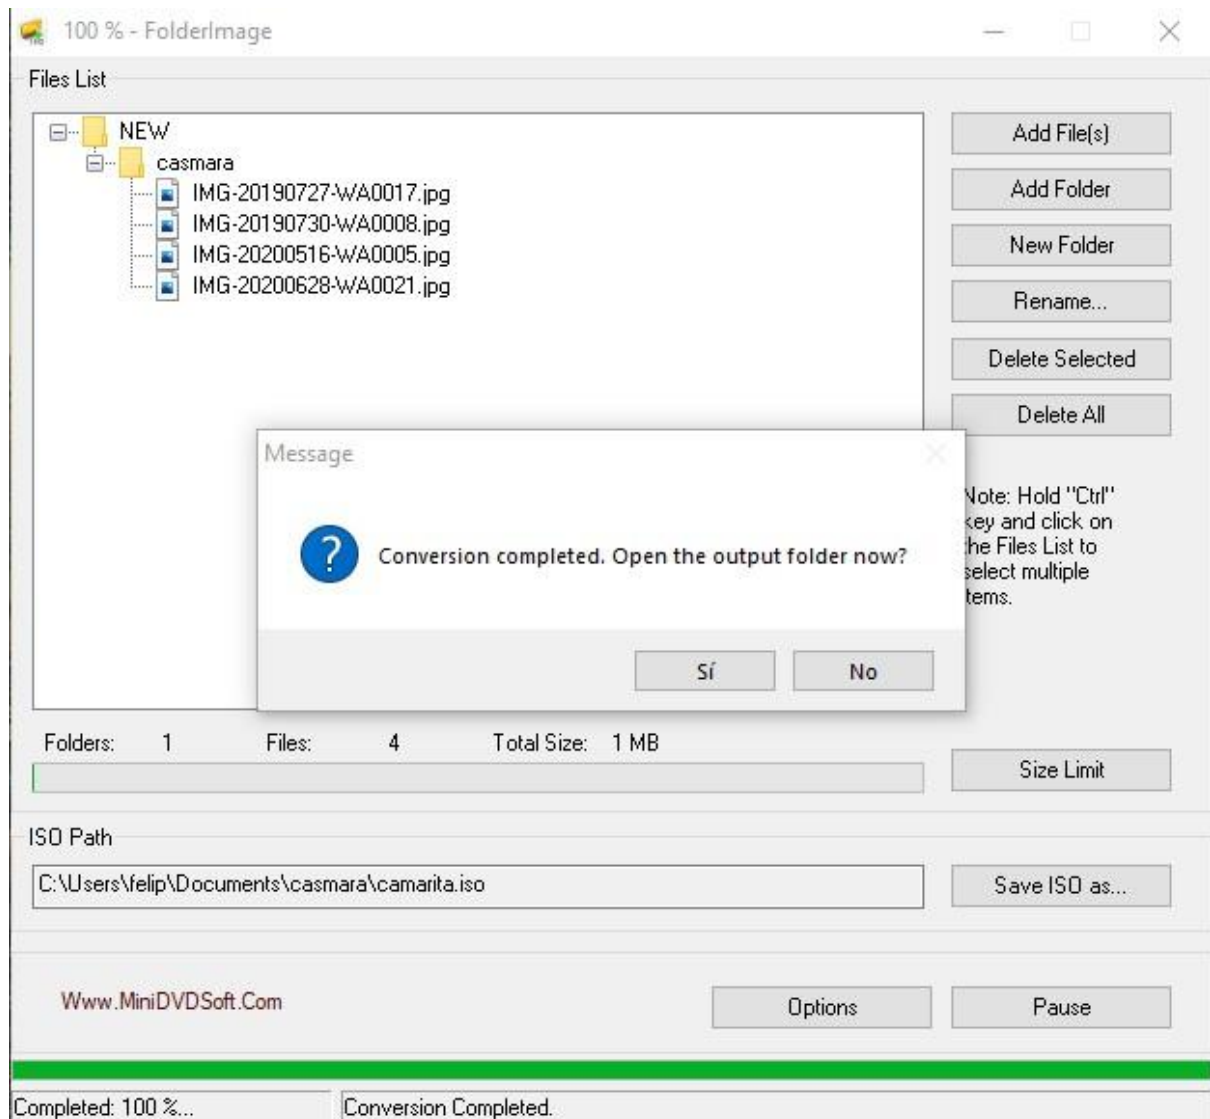 100 % - FolderImage
Files List
NEW
casmara
IMG-20190727-WA0017.jpg
IMG-20190730-WA0008.jpg
IMG-20200516-WA0005.jpg
IMG-20200628-WA0021.jpg
Add File(s)
Add Folder
New Folder
Rename...
Delete Selected
Delete All
Note: Hold "Ctrl"
key and click on
the Files List to
select multiple
items.
Message
Conversion completed. Open the output folder now?
Sí
No
Folders: 1 Files: 4 Total Size: 1 MB
Size Limit
ISO Path
C:\Users\felip\Documents\casmara\camarita.iso
Save ISO as...
Www.MiniDVDSoft.Com
Options
Pause
Completed: 100 %...
Conversion Completed.